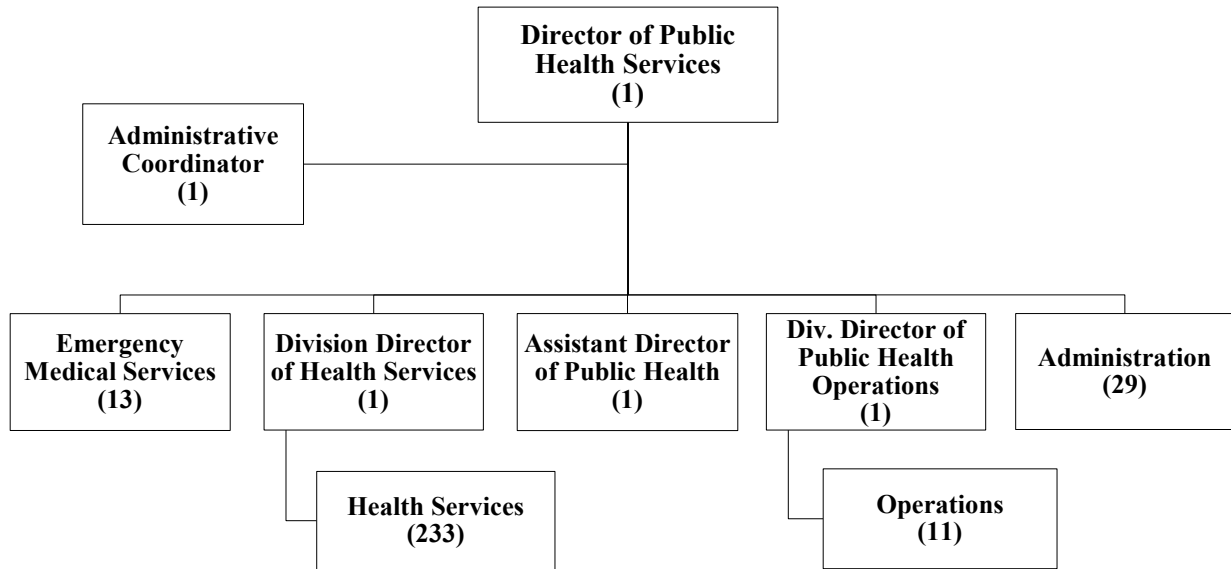 Director of Public
Health Services
(1)
Administrative
Coordinator
(1)
Emergency
Medical Services
(13)
Division Director
of Health Services
(1)
Assistant Director
of Public Health
(1)
Div. Director of
Public Health
Operations
(1)
Administration
(29)
Health Services
(233)
Operations
(11)